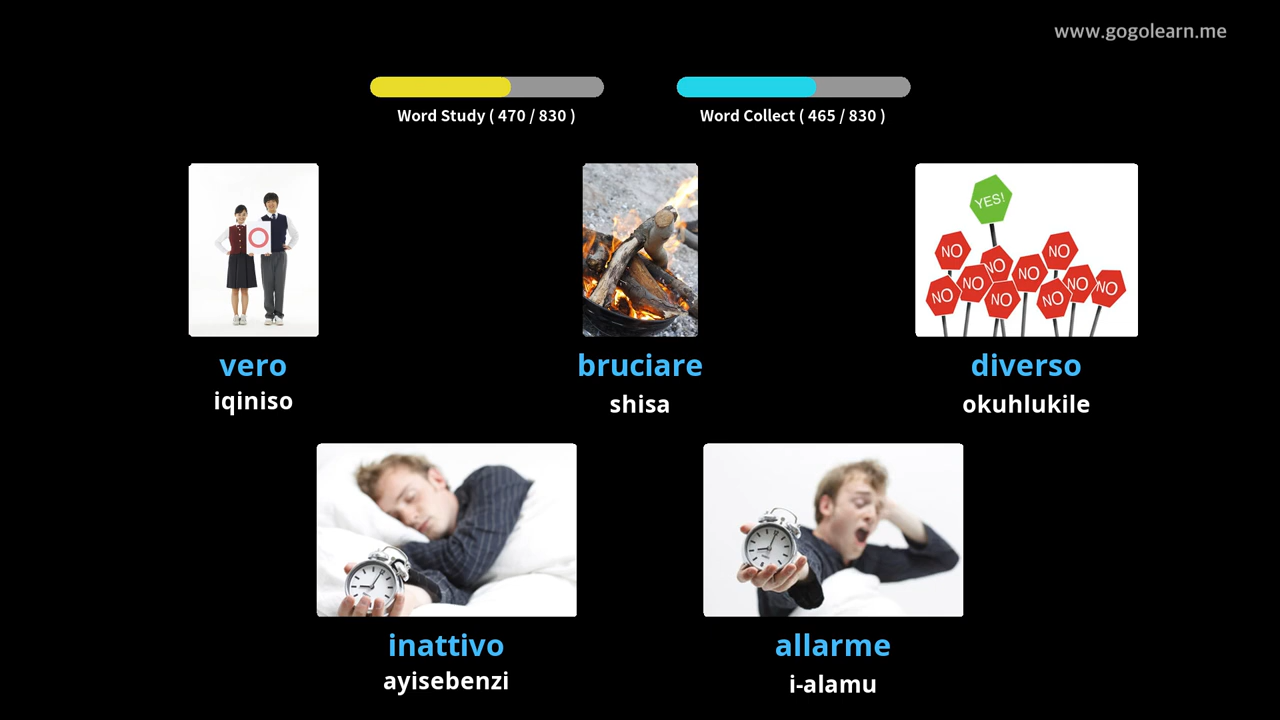 www.gogolearn.me
Word Study ( 470 / 830 )
Word Collect ( 465 / 830 )
YES!
NO
NO
NO
NO
NO
NO
NO
NO
NO
NO
vero
iqiniso
bruciare
shisa
diverso
okuhlukile
inattivo
ayisebenzi
allarme
i-alamu